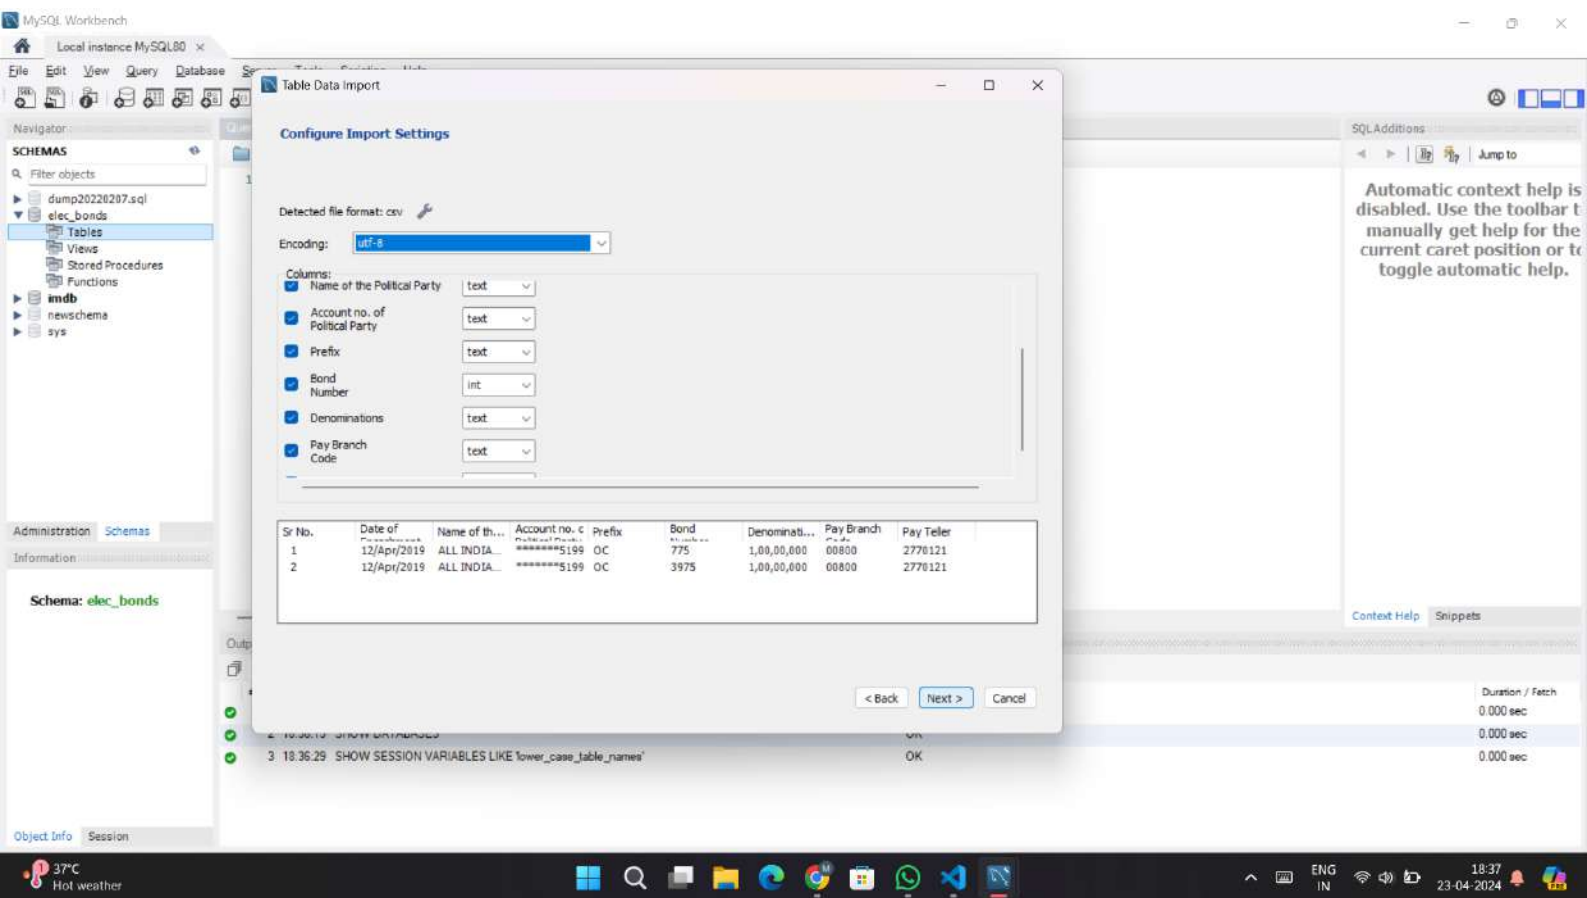 MySQL Workbench
Local instance MySQL80 ×
File Edit View Query Database
Navigator
SCHEMAS
Filter objects
dump20220207.sql
elec_bonds
Tables
Views
Stored Procedures
Functions
imdb
newschema
sys
Administration Schemas
Information
Schema: elec_bonds
Object Info Session
Table Data Import
Configure Import Settings
Detected file format: csv
Encoding: utf-8
Columns:
Name of the Political Party text
Account no. of
Political Party text
Prefix text
Bond
Number int
Denominations text
Pay Branch
Code text
Sr No. Date of Name of th... Account no. c Prefix Bond Denominati... Pay Branch Pay Teller
1 12/Apr/2019 ALL INDIA... *******5199 OC 775 1,00,00,000 00800 2770121
2 12/Apr/2019 ALL INDIA... *******5199 OC 3975 1,00,00,000 00800 2770121
< Back Next > Cancel
1
SQLAdditions
Jump to
Automatic context help is
disabled. Use the toolbar t
manually get help for the
current caret position or to
toggle automatic help.
Context Help Snippets
Outp
Duration / Fetch
0.000 sec
2 18:36:15 SHOW DATABASES OK 0.000 sec
3 18:36:29 SHOW SESSION VARIABLES LIKE 'lower_case_table_names' OK 0.000 sec
37°C
Hot weather
ENG
IN
18:37
23-04-2024